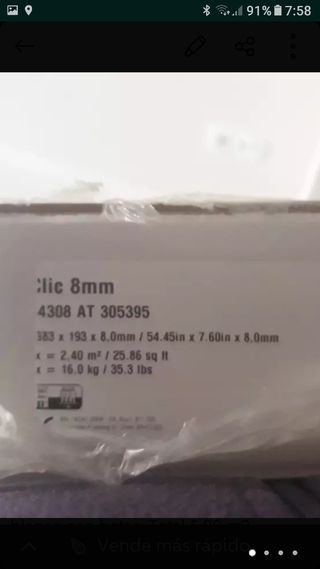 91% 7:58
:lic 8mm
4308 AT 305395
383 x 193 x 8,0mm / 54.45in x 7.60in x 8.0mm
x = 2,40 m² / 25.86 sq ft
x = 16.0 kg / 35.3 lbs
Vende más rápido